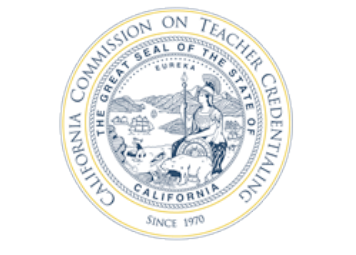 CALIFORNIA COMMISSION ON TEACHER CREDENTIALING
THE GREAT SEAL OF THE STATE OF
EUREKA
CALIFORNIA
SINCE 1970